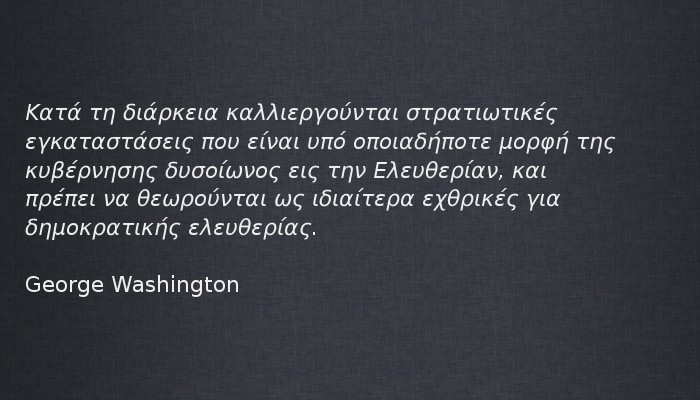 Κατά τη διάρκεια καλλιεργούνται στρατιωτικές
εγκαταστάσεις που είναι υπό οποιαδήποτε μορφή της
κυβέρνησης δυσοίωνος εις την Ελευθερίαν, και
πρέπει να θεωρούνται ως ιδιαίτερα εχθρικές για
δημοκρατικής ελευθερίας.
George Washington